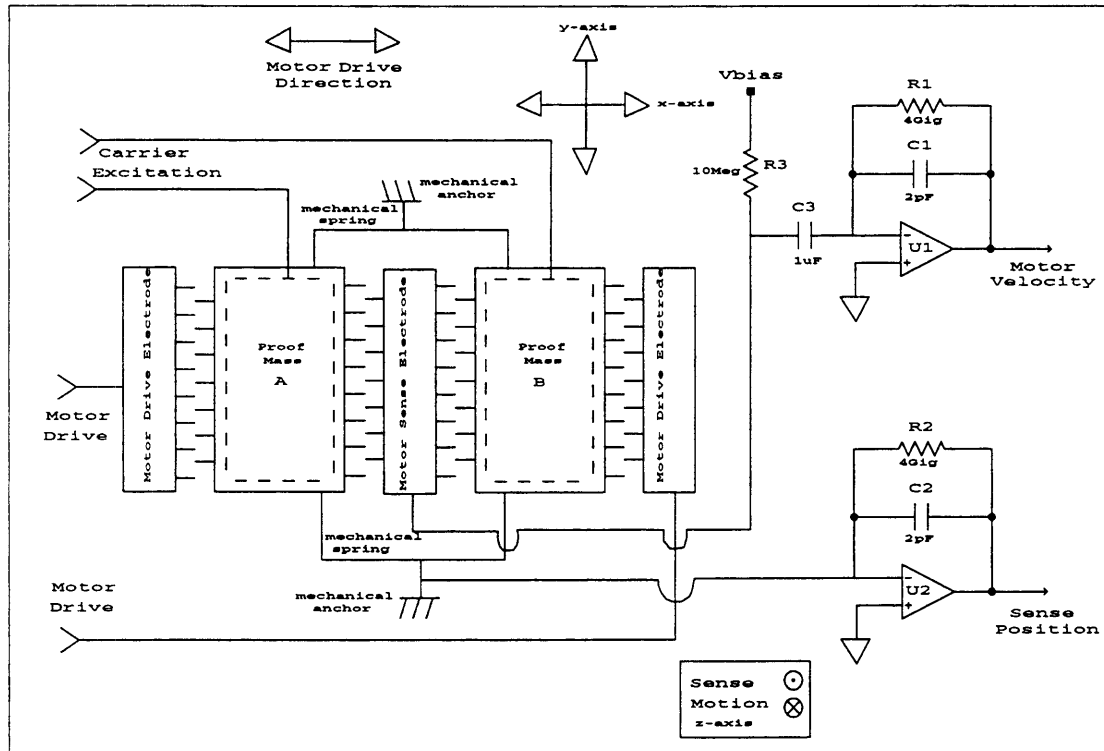 y-axis
Motor Drive
Direction
x-axis
Vbias
R1
4Gig
C1
2pF
R3
10Meg
C3
1uF
U1
-
+
Motor
Velocity
Carrier
Excitation
mechanical
anchor
mechanical
spring
Motor Drive Electrode
Proof
Mass
A
Motor Sense Electrode
Proof
Mass
B
Motor Drive Electrode
Motor
Drive
R2
4Gig
C2
2pF
U2
-
+
Sense
Position
mechanical
spring
mechanical
anchor
Motor
Drive
Sense
Motion
z-axis